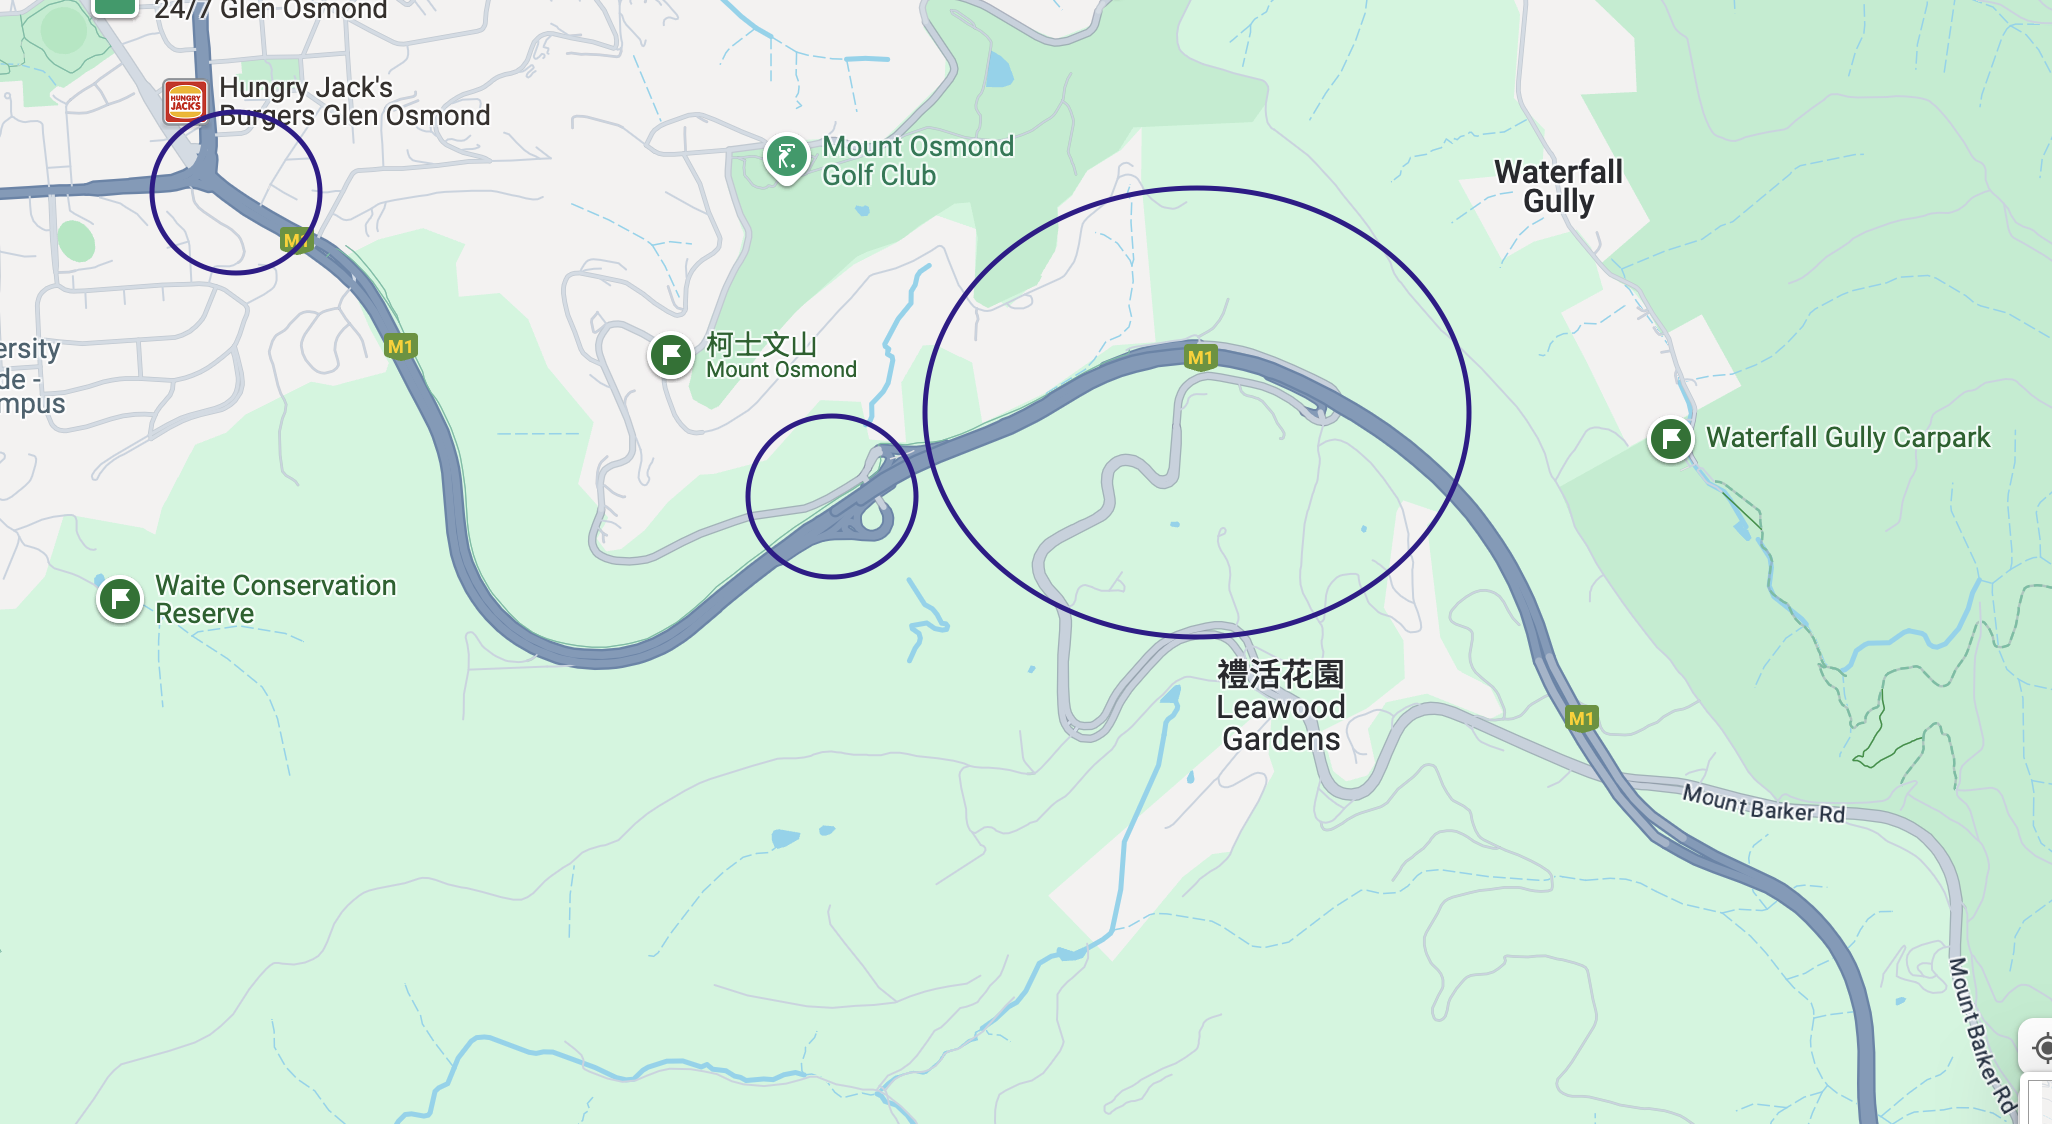 24/7 Glen Osmond
HUNGRY
JACK'S
Hungry Jack's
Burgers Glen Osmond
M1
Mount Osmond
Golf Club
Waterfall
Gully
M1
ersity
de -
mpus
柯士文山
Mount Osmond
M1
Waterfall Gully Carpark
Waite Conservation
Reserve
禮活花園
Leawood
Gardens
M1
Mount Barker Rd
Mount Barker Rd